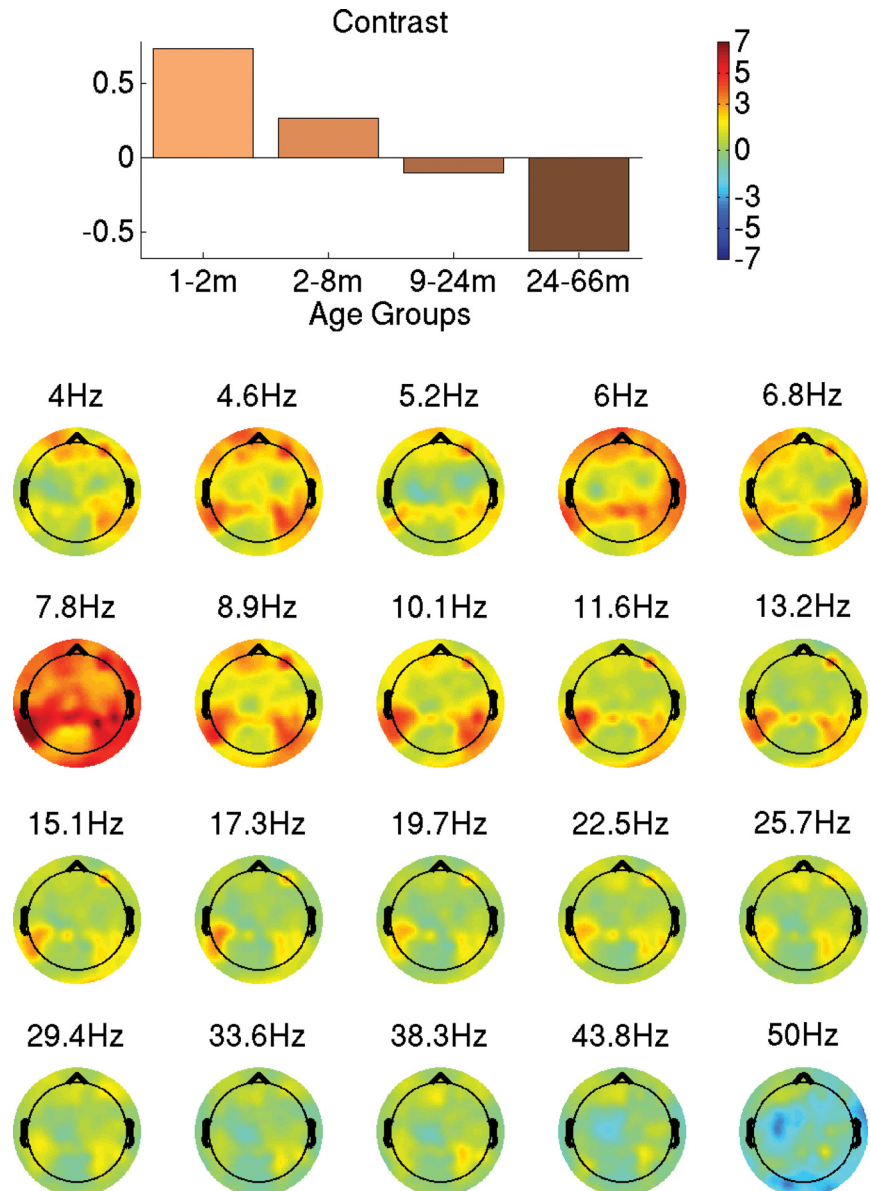 Contrast
0.5
0
-0.5
1-2m 2-8m 9-24m 24-66m
Age Groups
7
5
3
0
-3
-5
-7
4Hz 4.6Hz 5.2Hz 6Hz 6.8Hz
7.8Hz 8.9Hz 10.1Hz 11.6Hz 13.2Hz
15.1Hz 17.3Hz 19.7Hz 22.5Hz 25.7Hz
29.4Hz 33.6Hz 38.3Hz 43.8Hz 50Hz